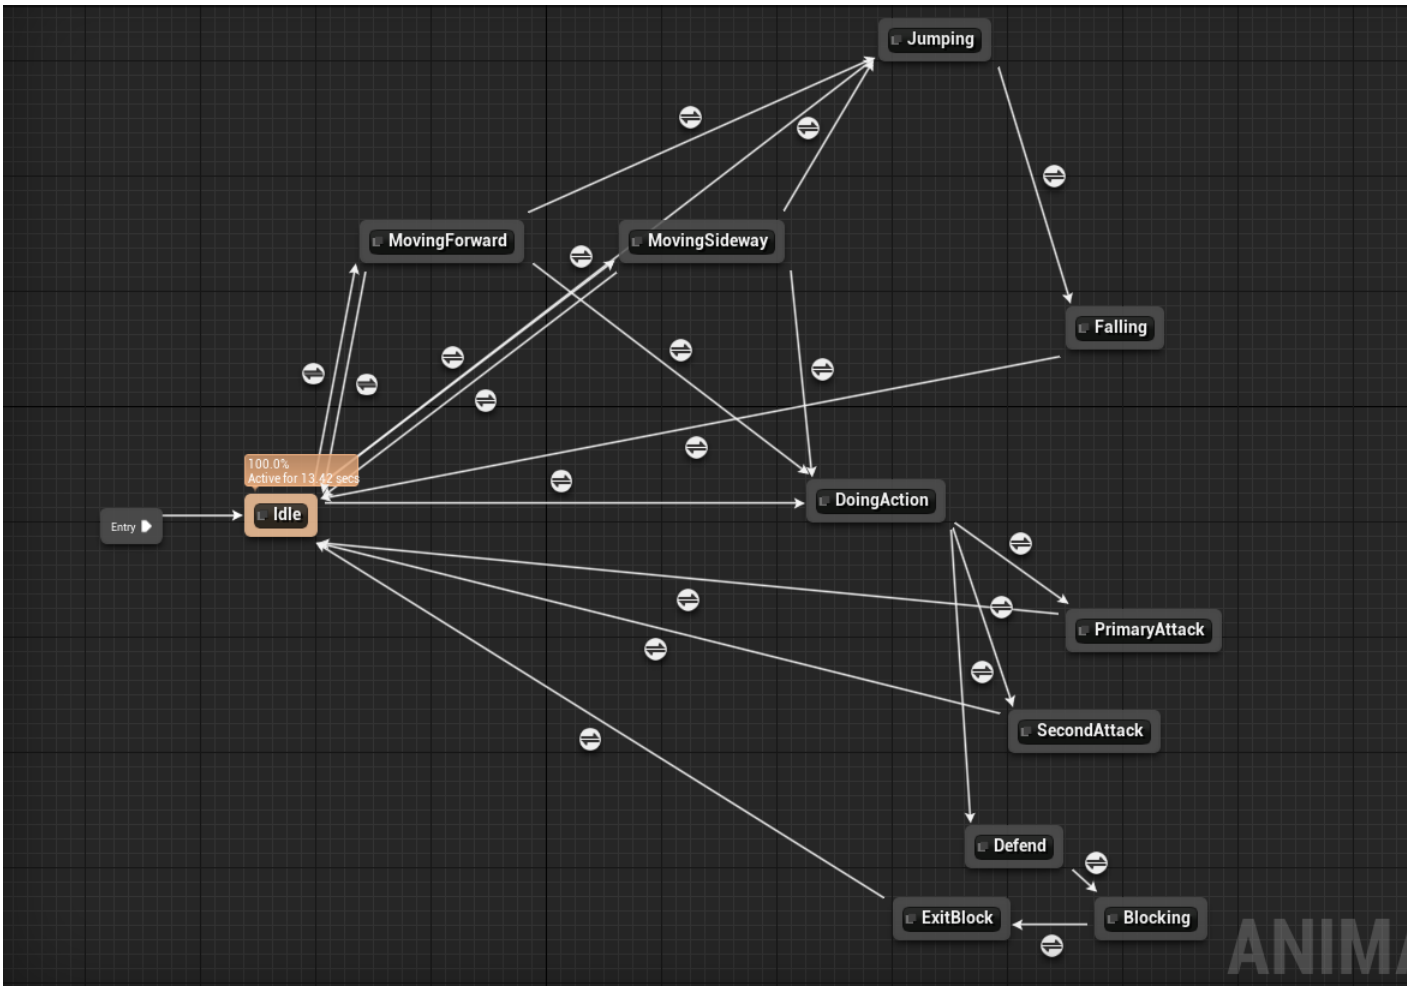 Jumping
MovingForward
MovingSideway
Falling
100.0%
Active for 13.42 secs
DoingAction
Idle
Entry
PrimaryAttack
SecondAttack
Defend
ExitBlock
Blocking
ANIMA